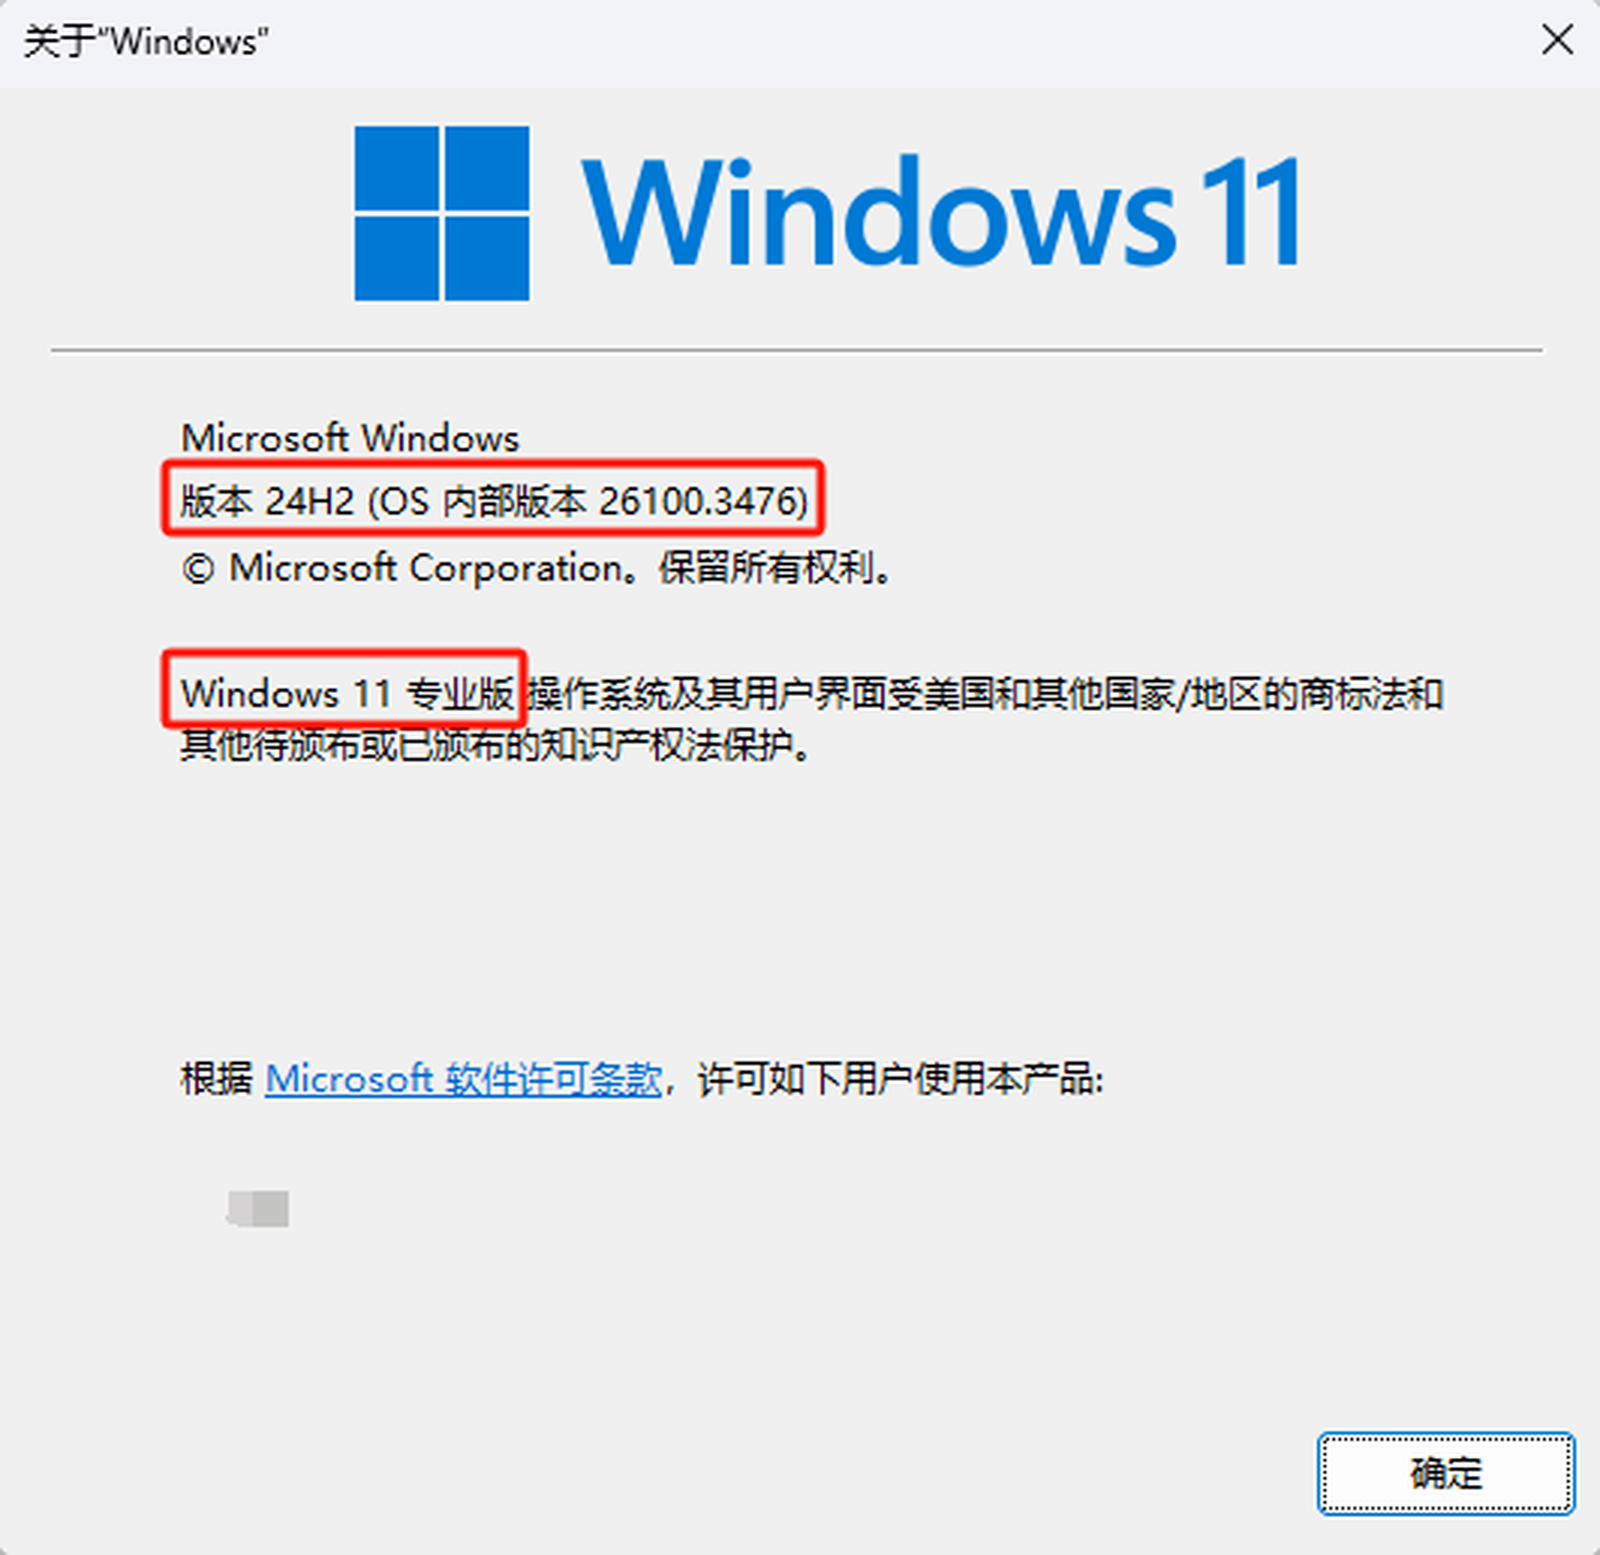 关于“Windows”
Windows 11
Microsoft Windows
版本 24H2 (OS 内部版本 26100.3476)
© Microsoft Corporation。保留所有权利。
Windows 11 专业版 操作系统及其用户界面受美国和其他国家/地区的商标法和
其他待颁布或已颁布的知识产权法保护。
根据 Microsoft 软件许可条款，许可如下用户使用本产品:
确定